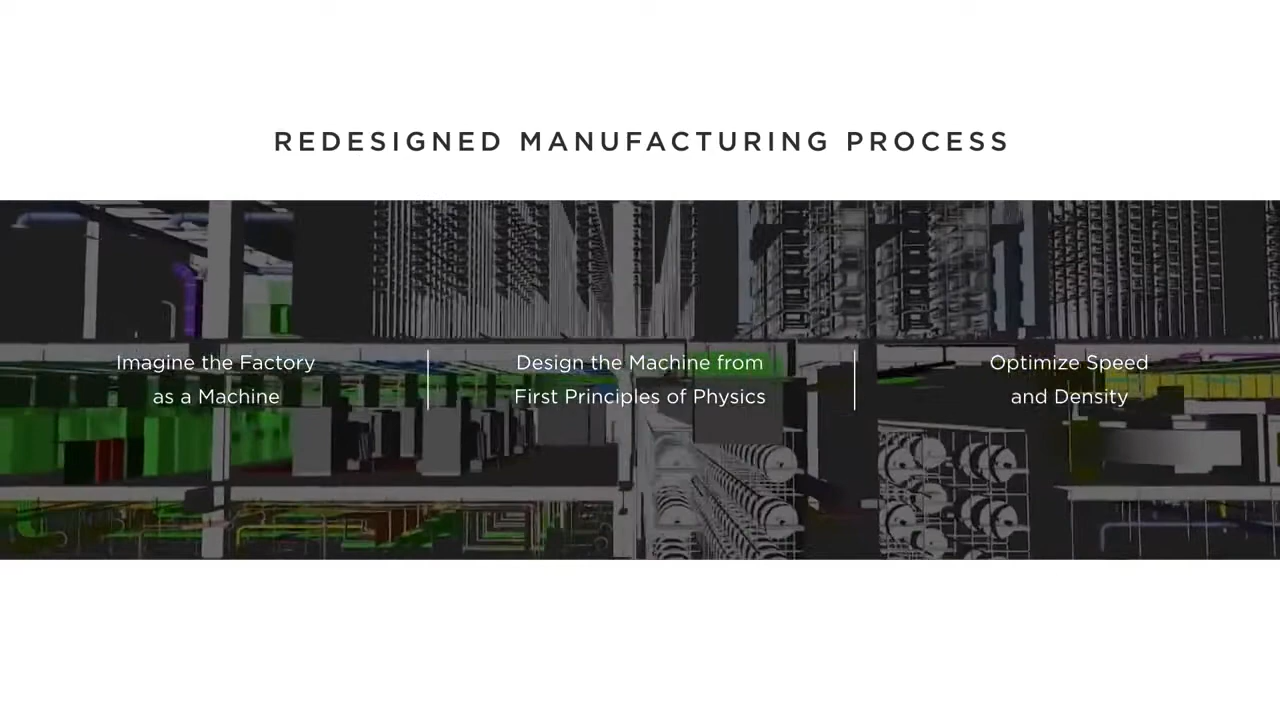 REDESIGNED MANUFACTURING PROCESS
Imagine the Factory
as a Machine
Design the Machine from
First Principles of Physics
Optimize Speed
and Density